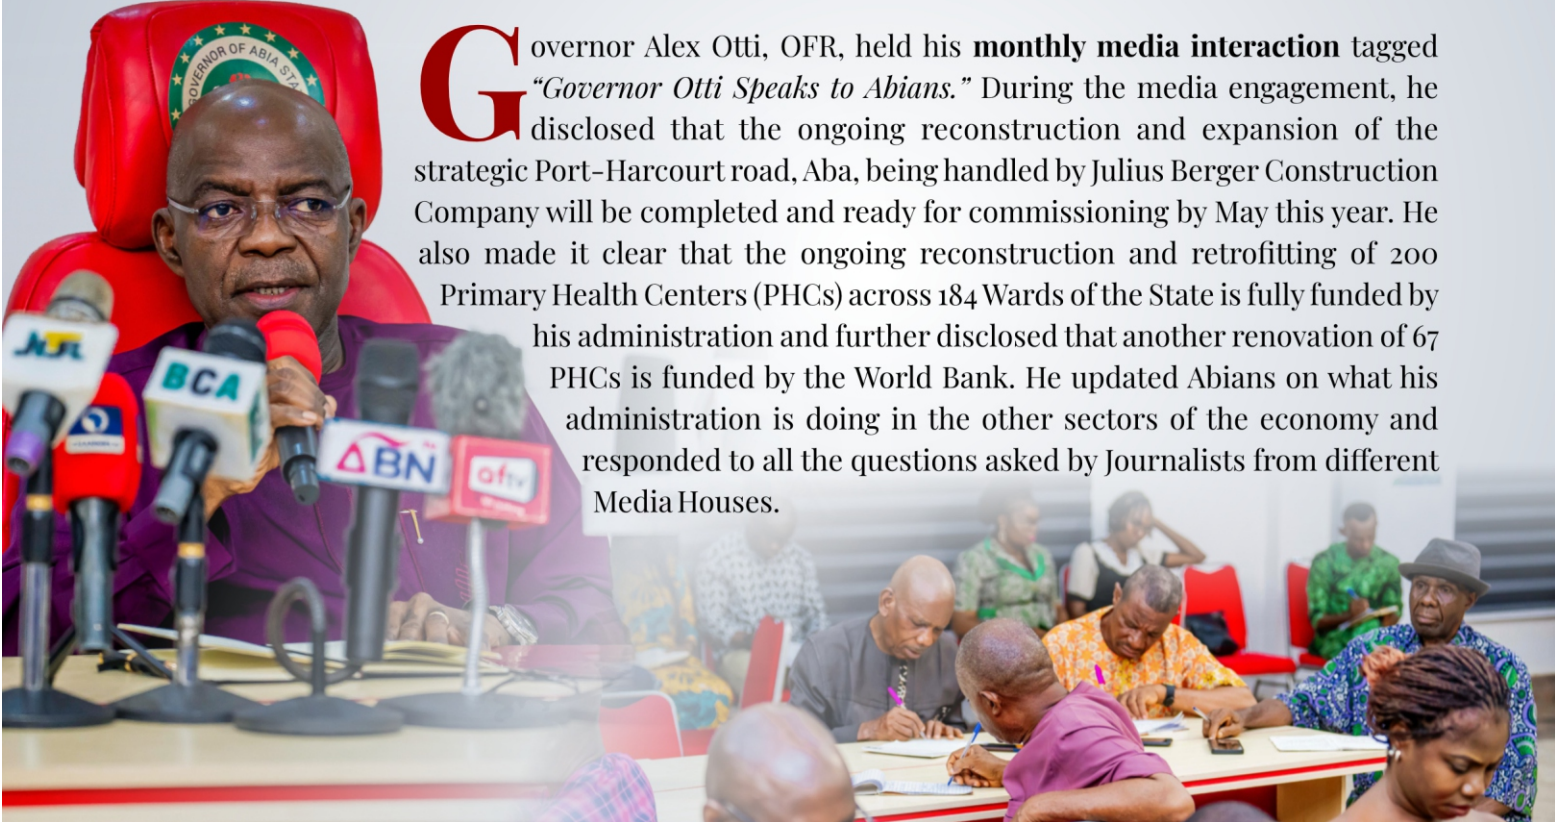 GOVERNOR OF ABIA STA
Governor Alex Otti, OFR, held his monthly media interaction tagged
“Governor Otti Speaks to Abians.” During the media engagement, he
disclosed that the ongoing reconstruction and expansion of the
strategic Port-Harcourt road, Aba, being handled by Julius Berger Construction
Company will be completed and ready for commissioning by May this year. He
also made it clear that the ongoing reconstruction and retrofitting of 200
Primary Health Centers (PHCs) across 184 Wards of the State is fully funded by
his administration and further disclosed that another renovation of 67
PHCs is funded by the World Bank. He updated Abians on what his
administration is doing in the other sectors of the economy and
responded to all the questions asked by Journalists from different
Media Houses.
BCA
ABN
aftv